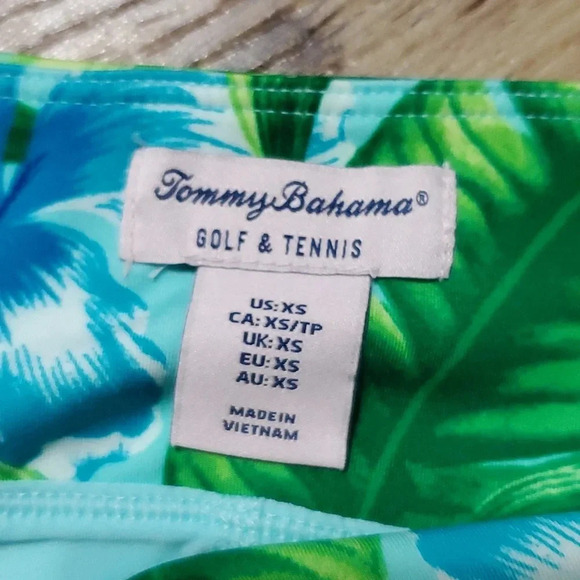 Tommy Bahama®
GOLF & TENNIS
US: XS
CA: XS/TP
UK: XS
EU: XS
AU: XS
MADE IN
VIETNAM